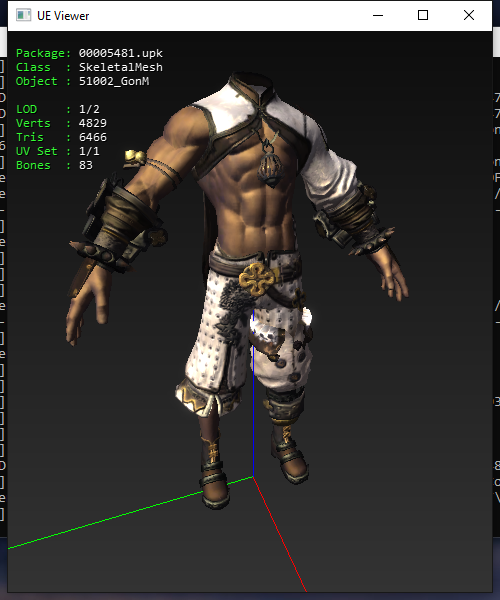 UE Viewer
Package: 00005481.upk
Class : SkeletalMesh
Object : 51002_GonM
LOD : 1/2
Verts : 4829
Tris : 6466
UV Set : 1/1
Bones : 83